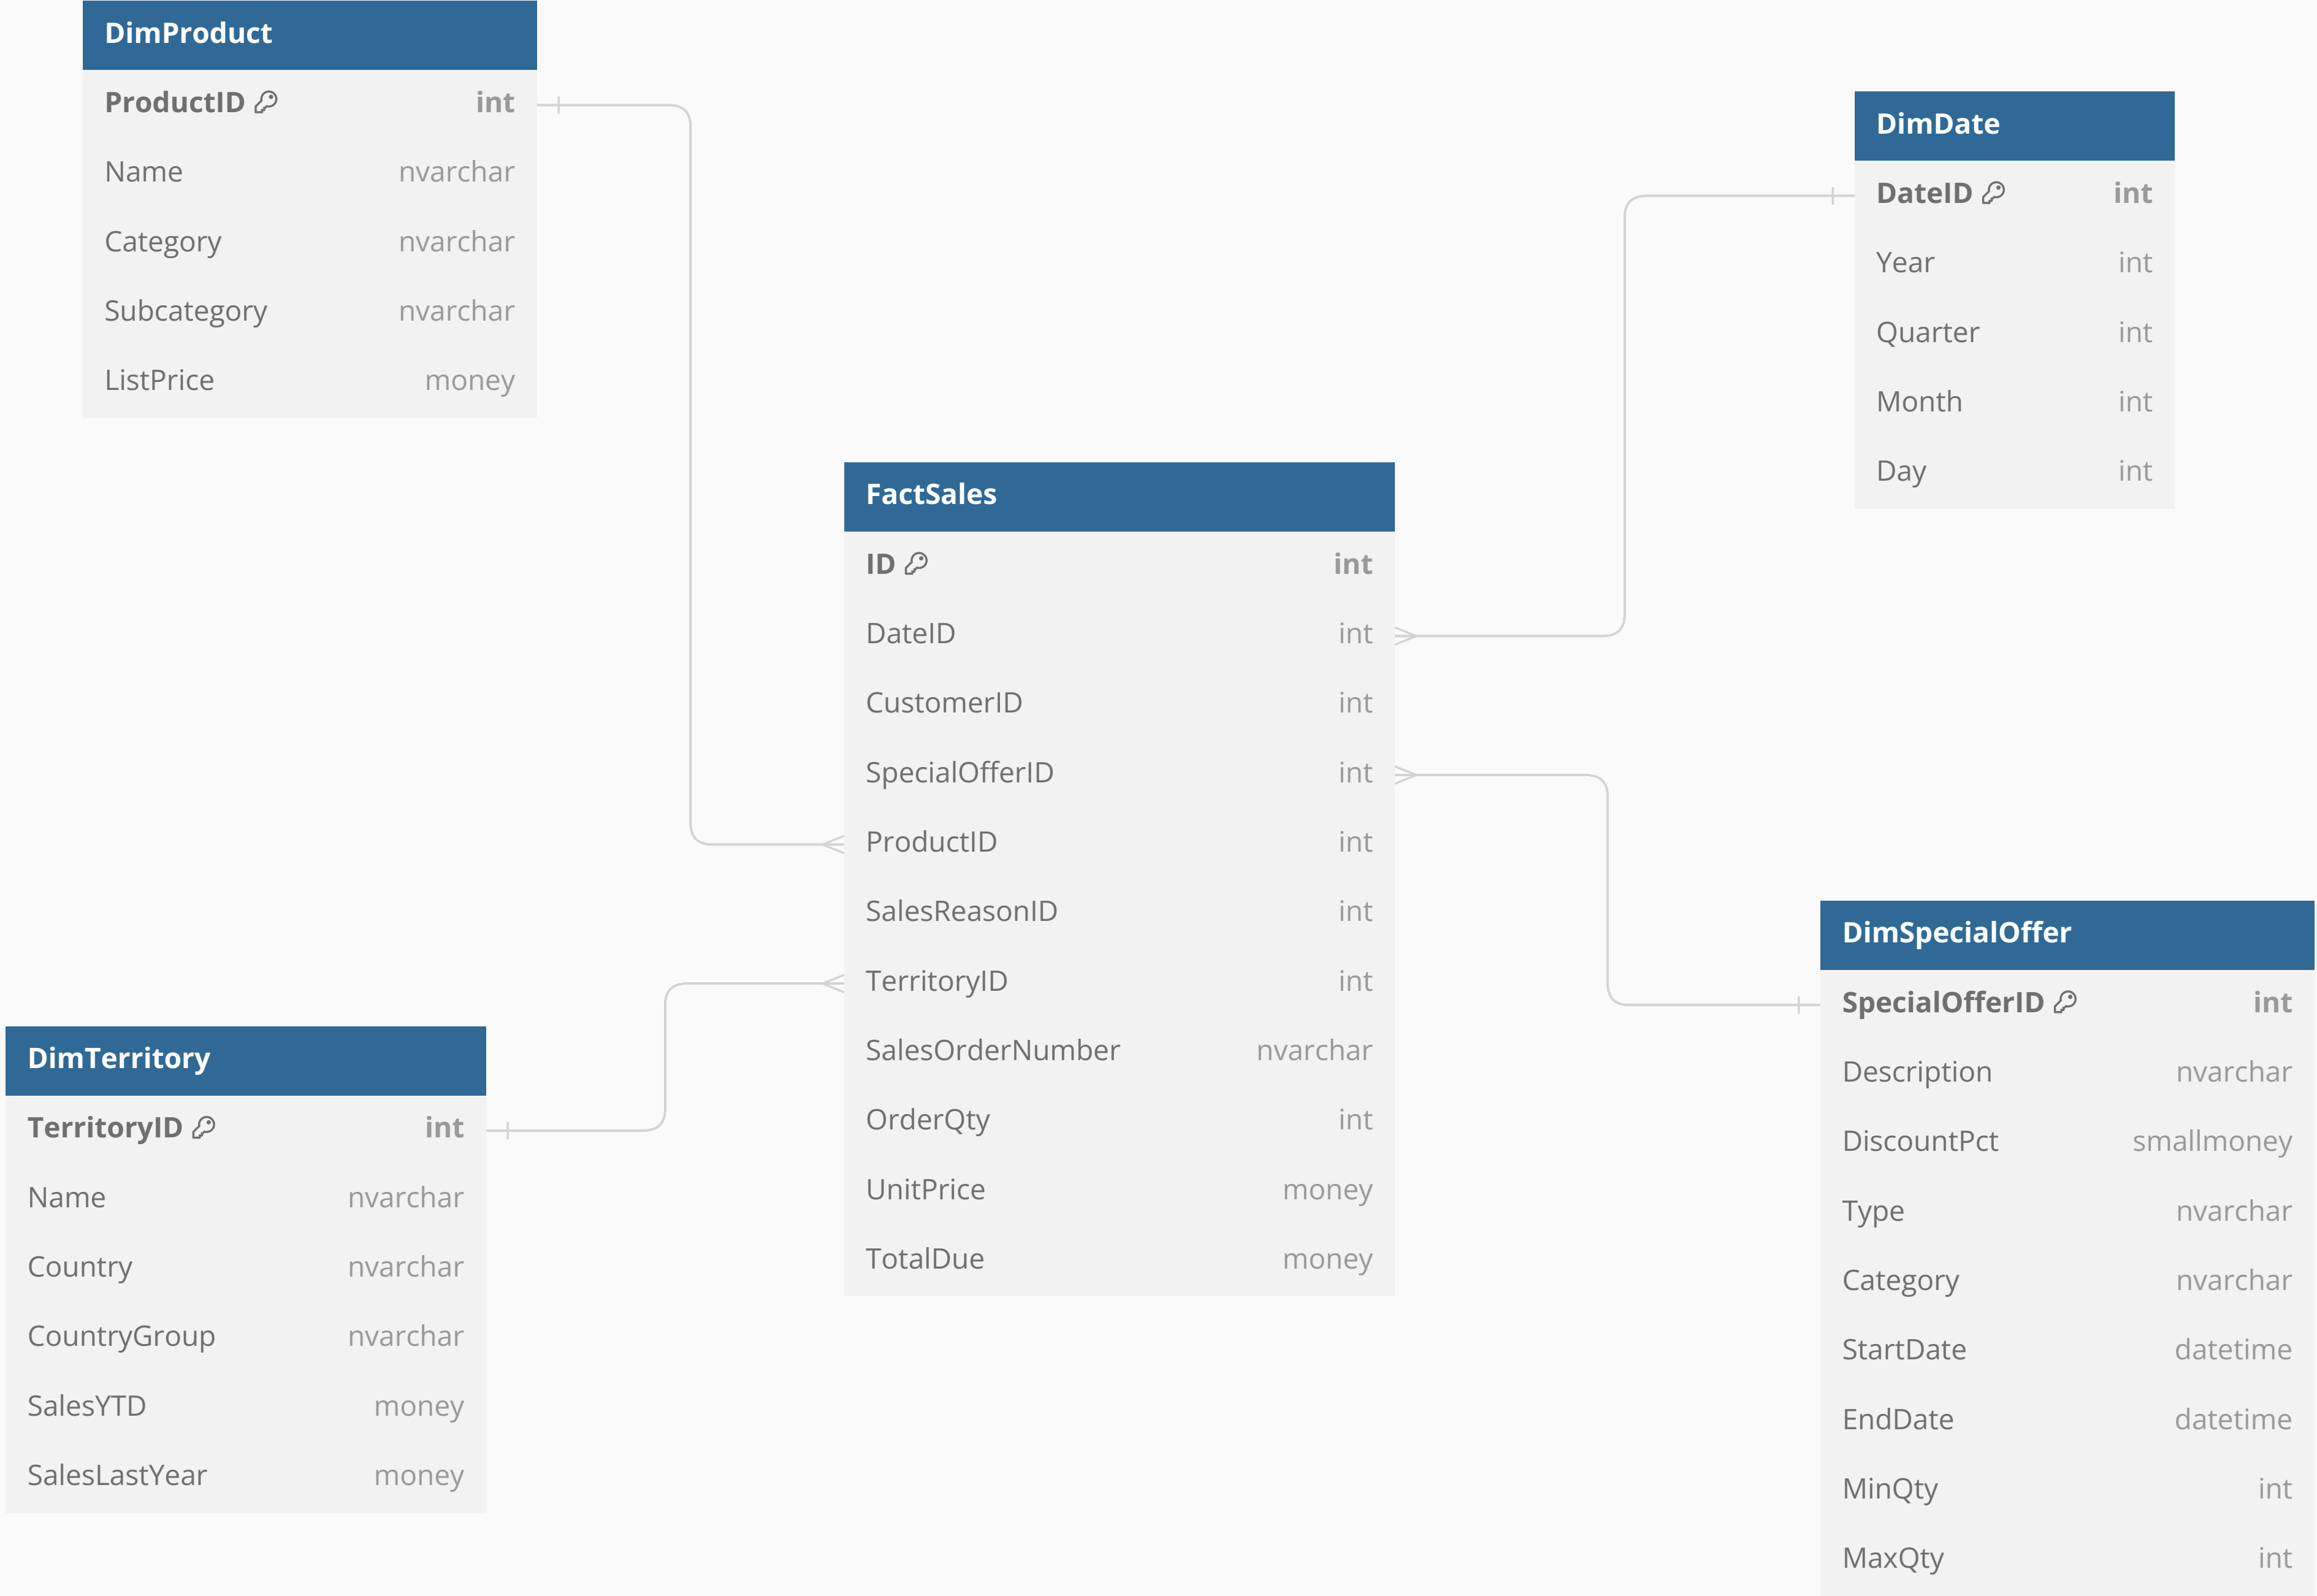 DimProduct
ProductID int
Name nvarchar
Category nvarchar
Subcategory nvarchar
ListPrice money
DimDate
DateID int
Year int
Quarter int
Month int
Day int
FactSales
ID int
DateID int
CustomerID int
SpecialOfferID int
ProductID int
SalesReasonID int
TerritoryID int
SalesOrderNumber nvarchar
OrderQty int
UnitPrice money
TotalDue money
DimTerritory
TerritoryID int
Name nvarchar
Country nvarchar
CountryGroup nvarchar
SalesYTD money
SalesLastYear money
DimSpecialOffer
SpecialOfferID int
Description nvarchar
DiscountPct smallmoney
Type nvarchar
Category nvarchar
StartDate datetime
EndDate datetime
MinQty int
MaxQty int